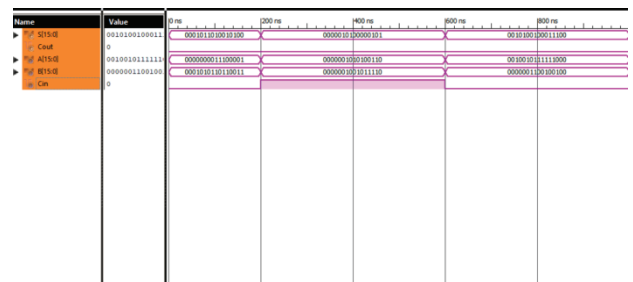 Name Value 0 ns 200 ns 400 ns 600 ns 800 ns
S[15:0] 0010100100011 0001011010010100 0000010100000101 0010100100011100
Cout 0
A[15:0] 0010010111111 0000000011100001 0000001010100110 0010010111111000
B[15:0] 0000001100100 0001010110110011 0000001001011110 0000001100100100
Cin 0